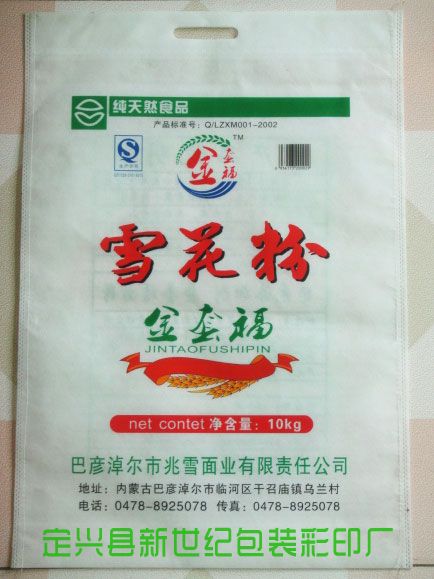 纯天然食品
产品标准号：Q/LZXM001-2002
金套福 TM
雪花粉
金套福
JINTAOFUSHIPIN
net contet 净含量：10kg
巴彦淖尔市兆雪面业有限责任公司
地址：内蒙古巴彦淖尔市临河区干召庙镇乌兰村
电话：0478-8925078 传真：0478-8925078
定兴县新世纪包装彩印厂